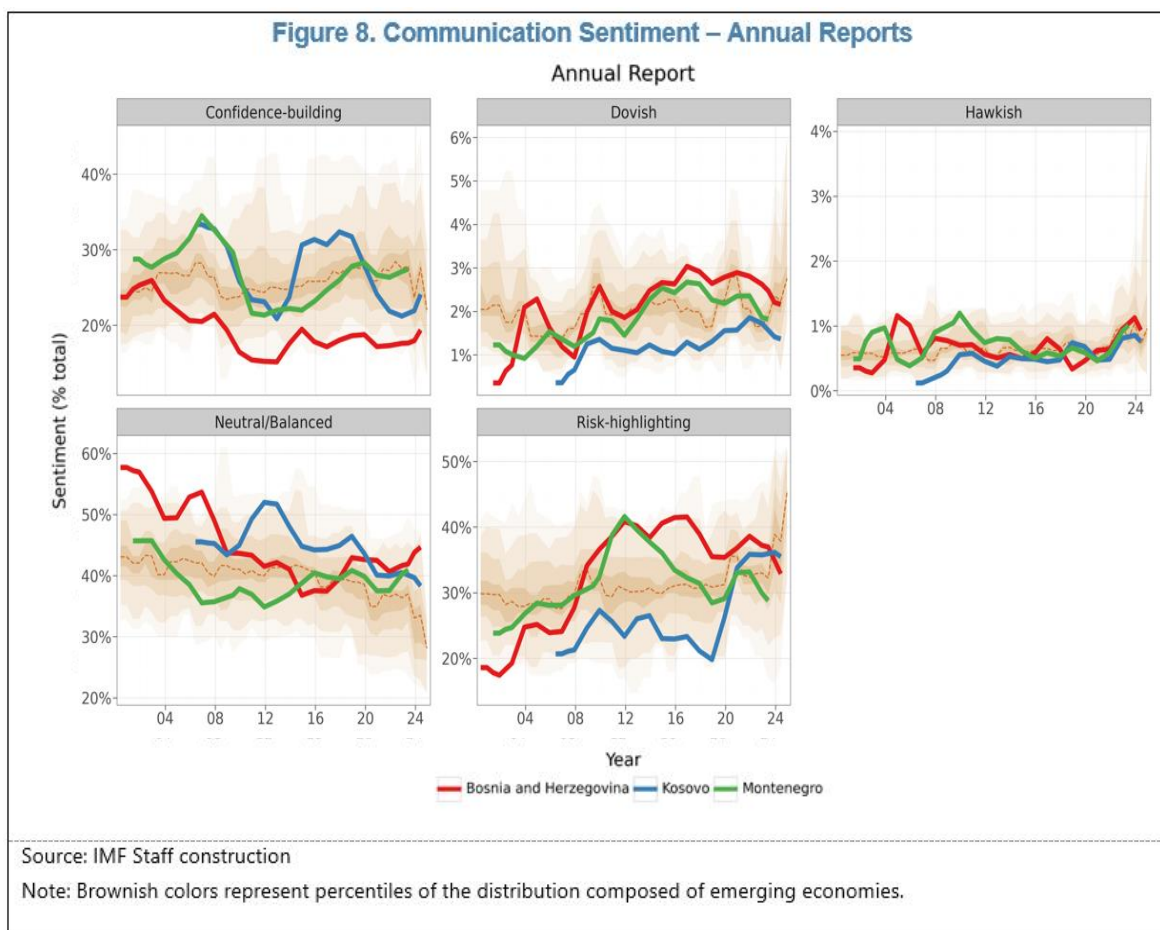 Figure 8. Communication Sentiment – Annual Reports
Annual Report
Confidence-building
Dovish
Hawkish
40%
30%
20%
6%
5%
4%
3%
2%
1%
4%
3%
2%
1%
0%
04 08 12 16 20 24
Neutral/Balanced
Risk-highlighting
Sentiment (% total)
60%
50%
40%
30%
20%
50%
40%
30%
20%
04 08 12 16 20 24
04 08 12 16 20 24
Year
Bosnia and Herzegovina Kosovo Montenegro
Source: IMF Staff construction
Note: Brownish colors represent percentiles of the distribution composed of emerging economies.